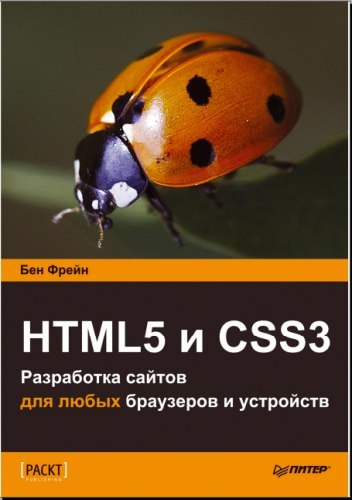 Бен Фрейн
HTML5 и CSS3
Разработка сайтов
для любых браузеров и устройств
[PACKT]
PUBLISHING
ПИТЕР®